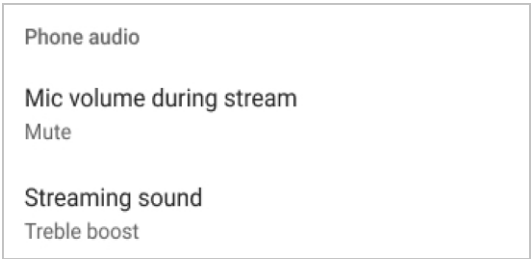 Phone audio
Mic volume during stream
Mute
Streaming sound
Treble boost